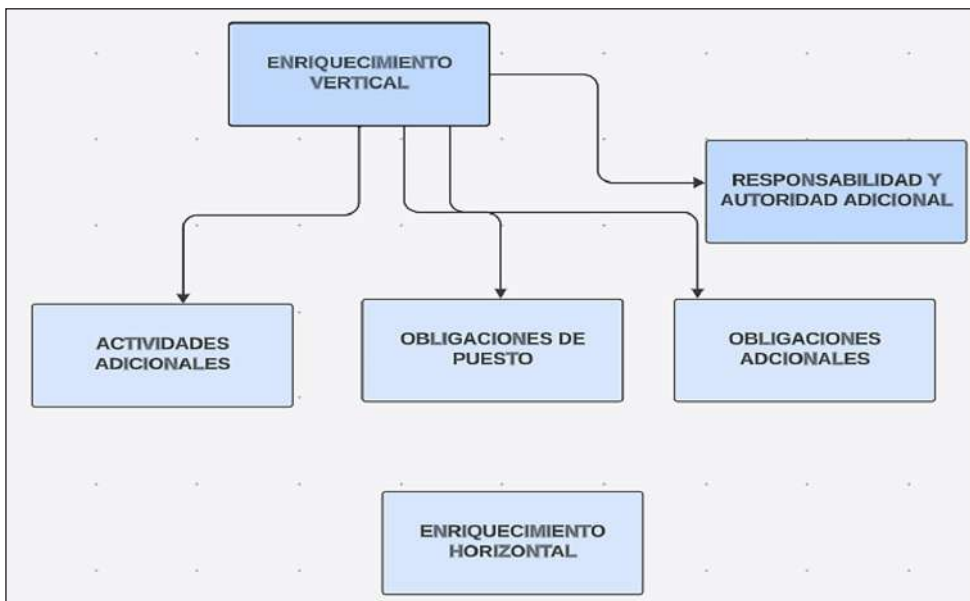 ENRIQUECIMIENTO
VERTICAL
RESPONSABILIDAD Y
AUTORIDAD ADICIONAL
ACTIVIDADES
ADICIONALES
OBLIGACIONES DE
PUESTO
OBLIGACIONES
ADCIONALES
ENRIQUECIMIENTO
HORIZONTAL